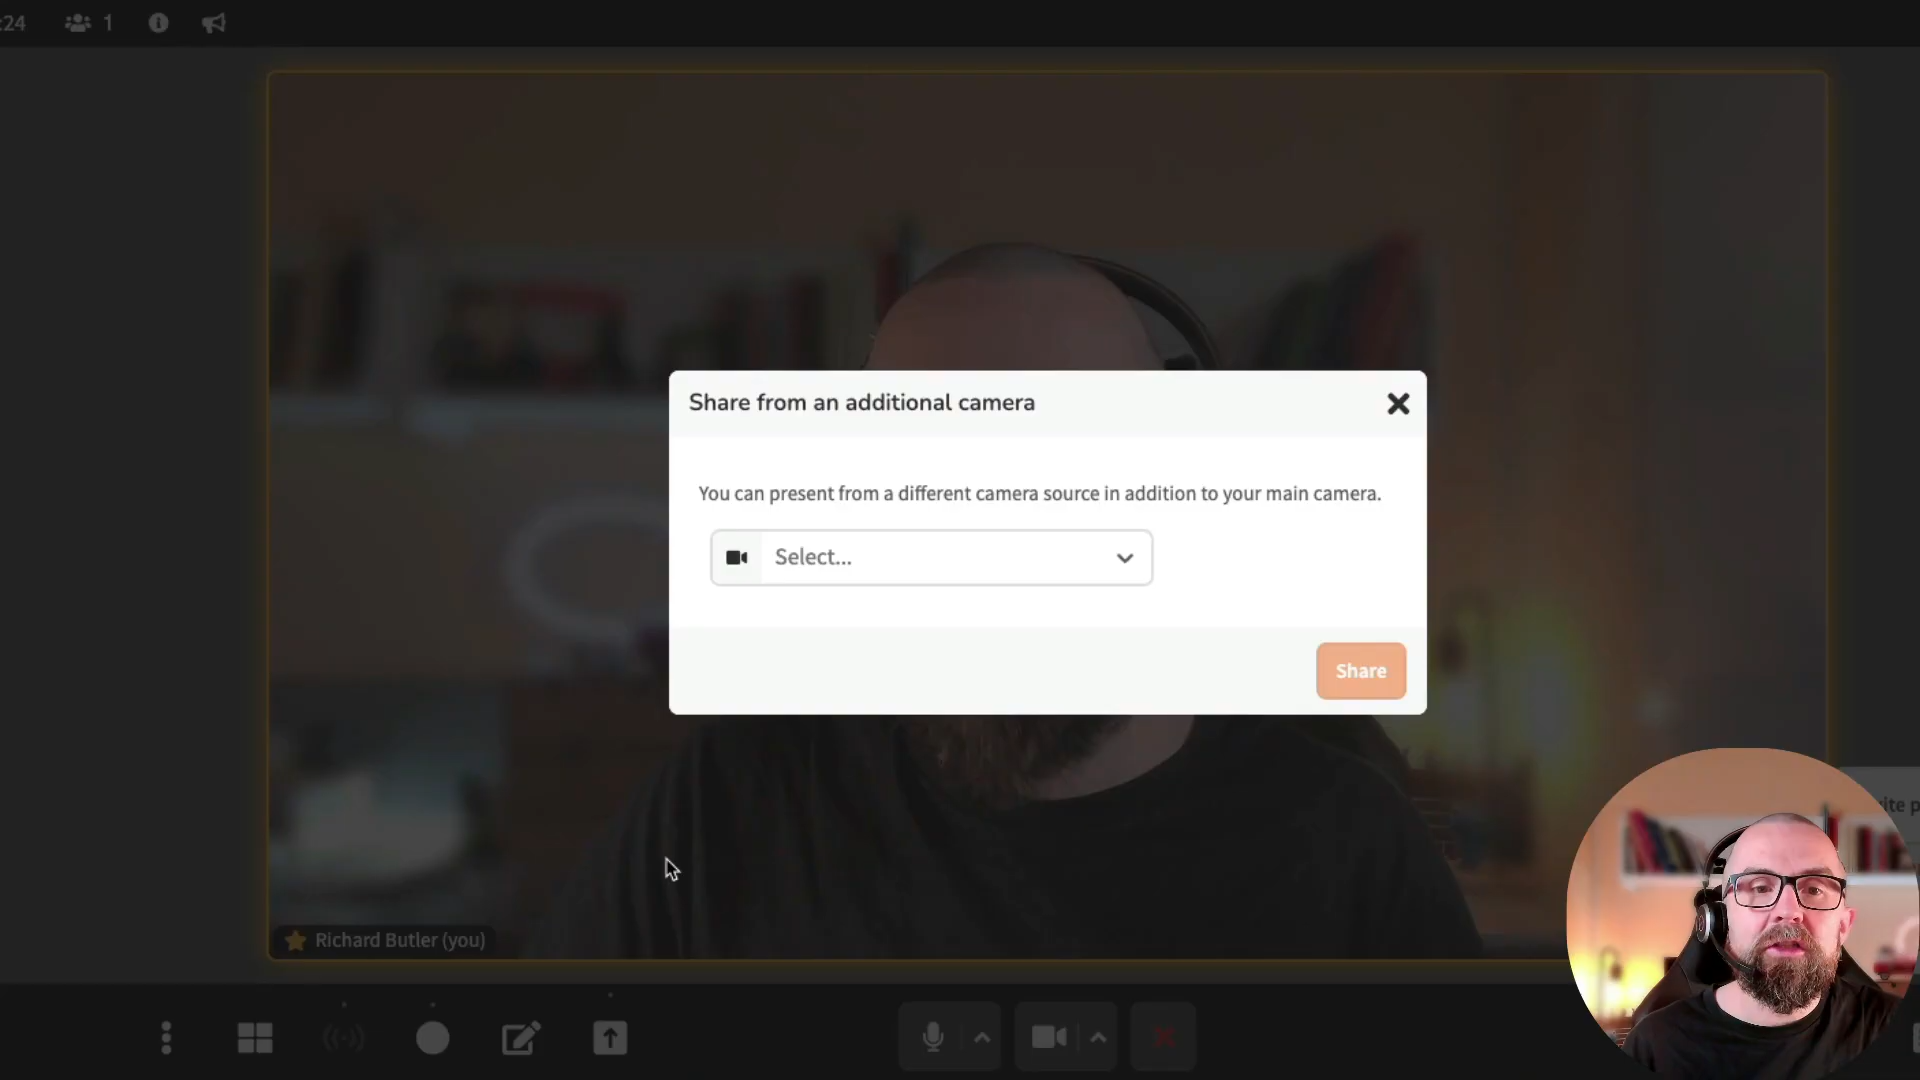 :24
1
Share from an additional camera
You can present from a different camera source in addition to your main camera.
Select...
Share
Richard Butler (you)